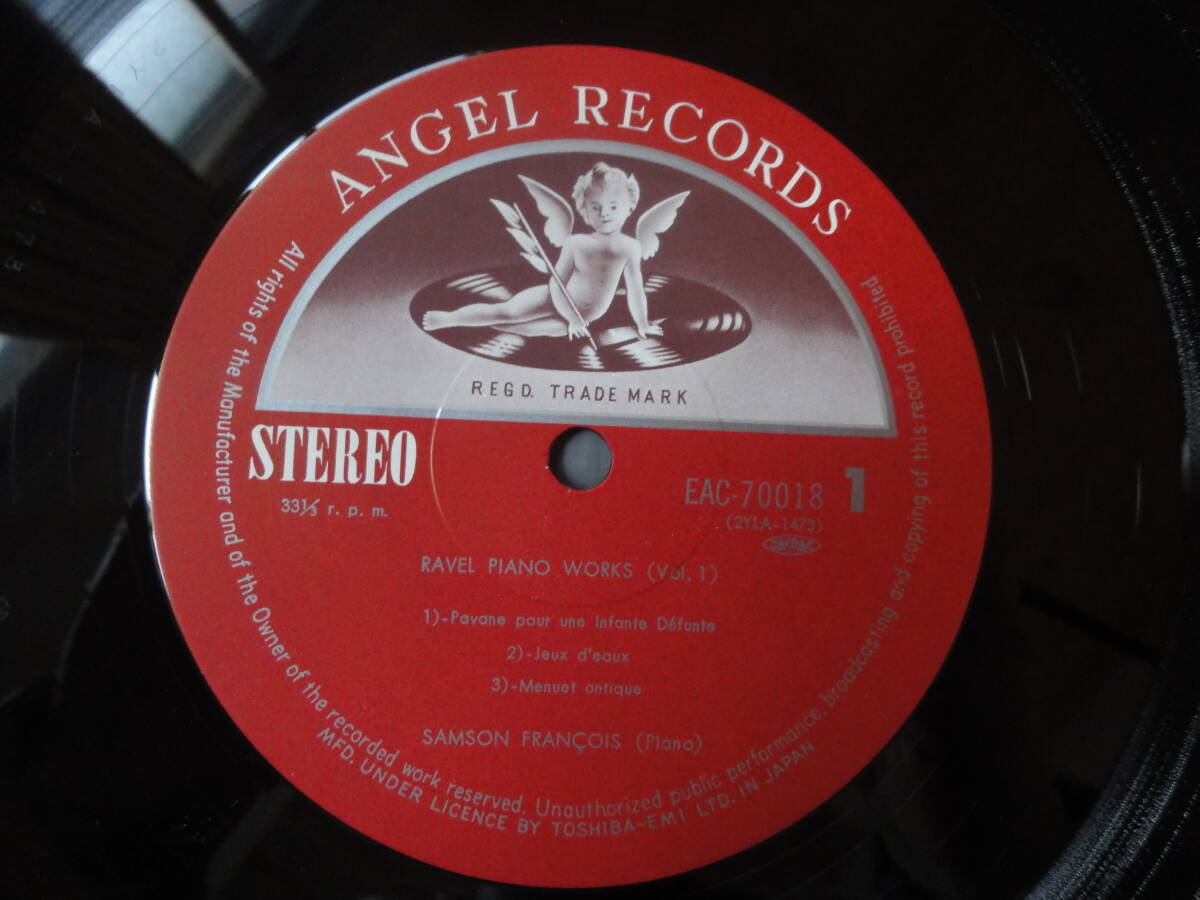 ANGEL RECORDS
REGD. TRADE MARK
STEREO
33⅓ r. p. m.
EAC-70018 1
(2YLA-1473)
RAVEL PIANO WORKS (Vol. 1)
1)-Pavane pour une Infante Défunte
2)-Jeux d'eaux
3)-Menuet antique
SAMSON FRANÇOIS (Piano)
All rights of the Manufacturer and of the Owner of the recorded work reserved. Unauthorized public performance, broadcasting and copying of this record prohibited
MFD. UNDER LICENCE BY TOSHIBA-EMI LTD. IN JAPAN